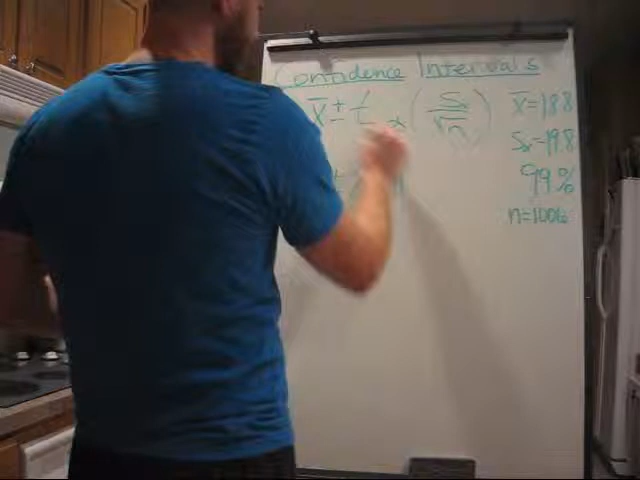 Confidence Intervals
x̄ ± t* (Sx/√n)
x̄=188
Sx=19.8
99%
n=1006
±